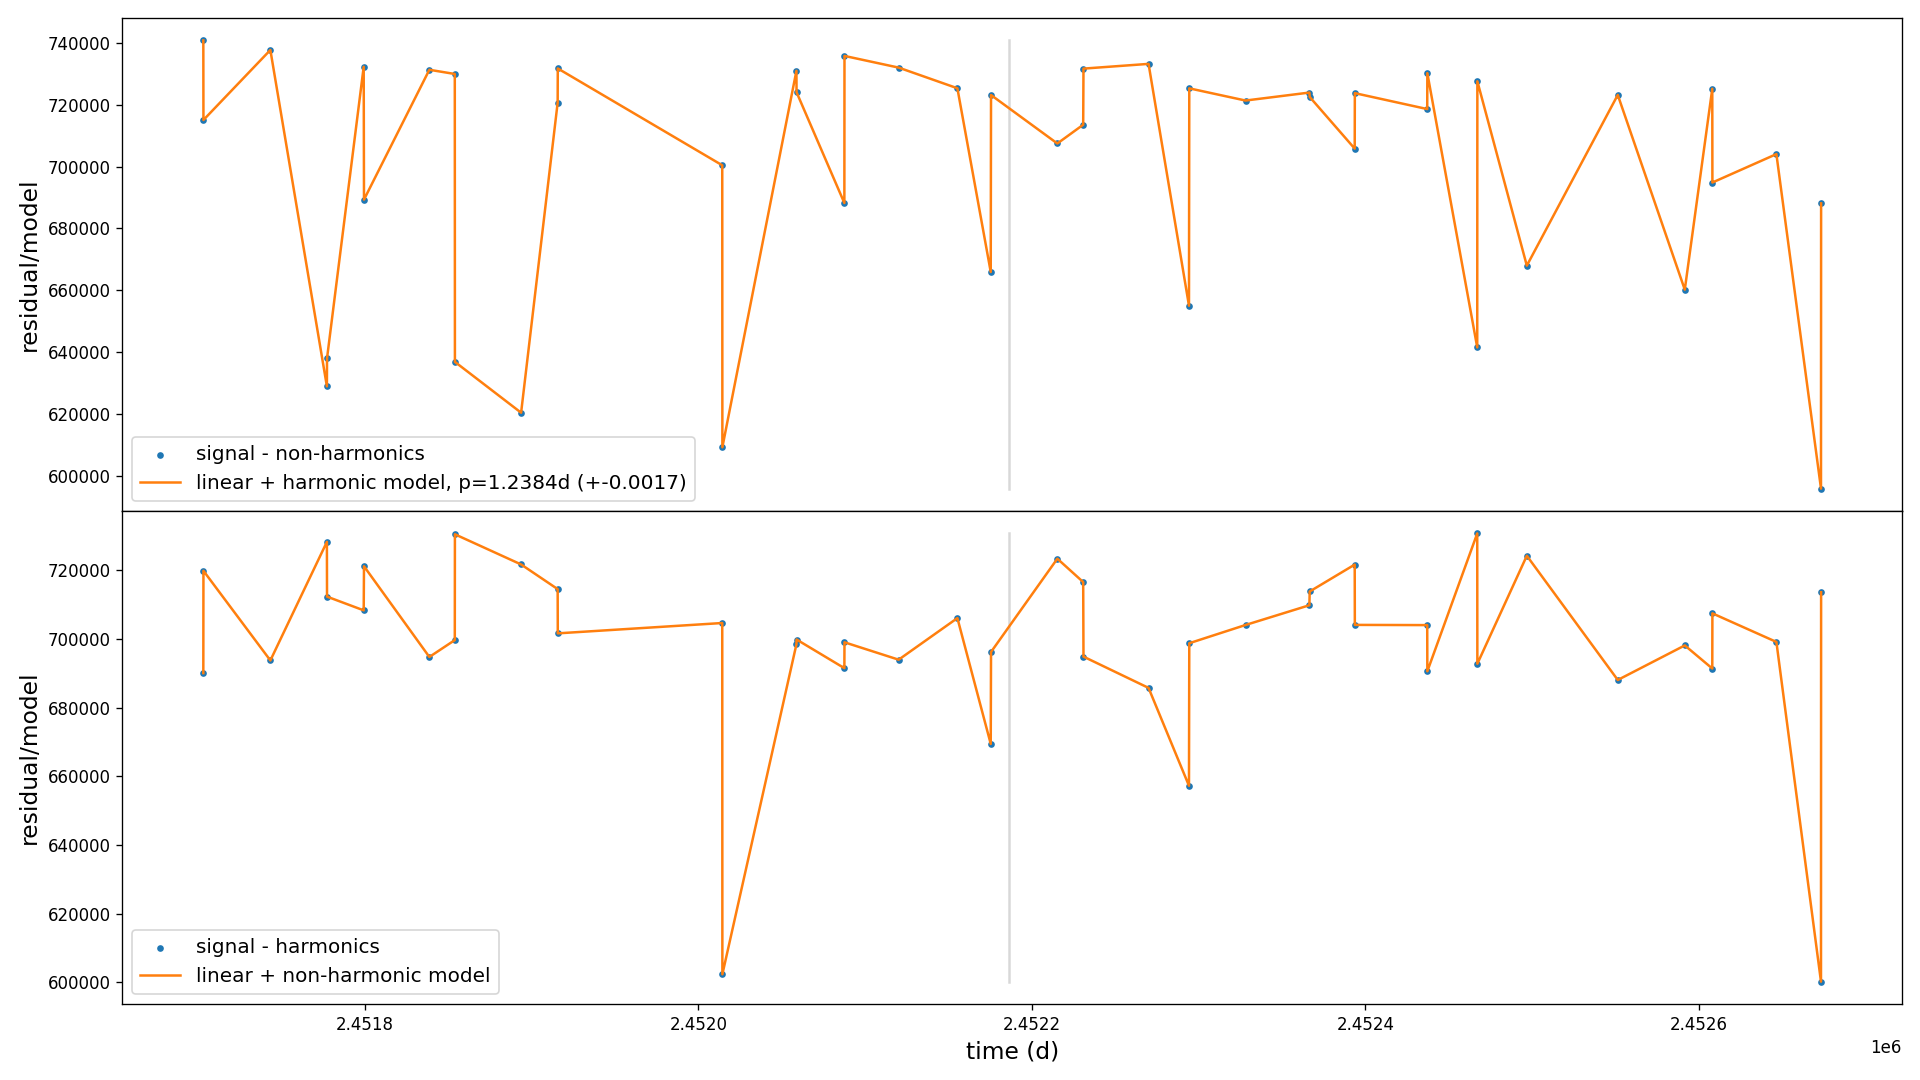 740000
720000
700000
680000
660000
640000
620000
600000
residual/model
signal - non-harmonics
linear + harmonic model, p=1.2384d (+-0.0017)
720000
700000
680000
660000
640000
620000
600000
residual/model
signal - harmonics
linear + non-harmonic model
2.4518 2.4520 2.4522 2.4524 2.4526
1e6
time (d)